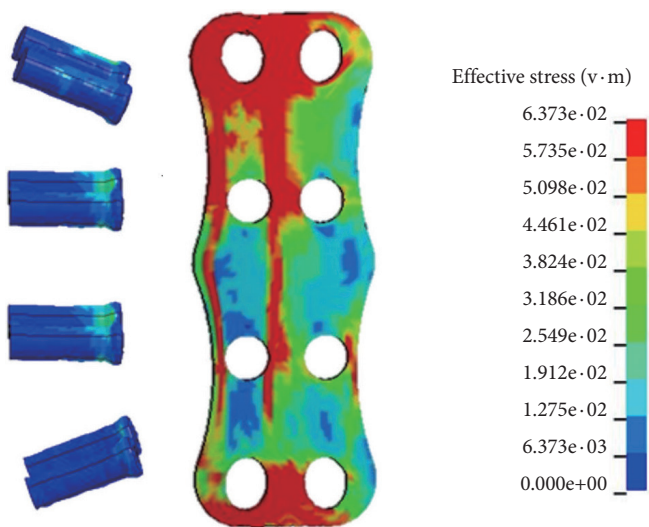 Effective stress (v·m)
6.373e·02
5.735e·02
5.098e·02
4.461e·02
3.824e·02
3.186e·02
2.549e·02
1.912e·02
1.275e·02
6.373e·03
0.000e+00